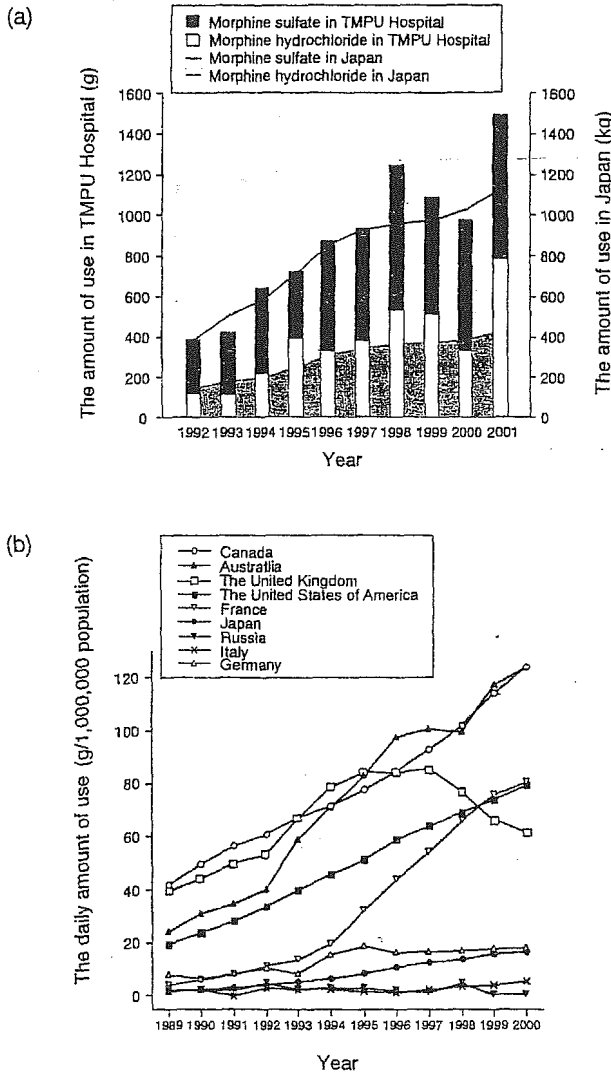 (a)
Morphine sulfate in TMPU Hospital
Morphine hydrochloride in TMPU Hospital
Morphine sulfate in Japan
Morphine hydrochloride in Japan
The amount of use in TMPU Hospital (g)
The amount of use in Japan (kg)
1600 1600
1400 1400
1200 1200
1000 1000
800 800
600 600
400 400
200 200
0 0
1992 1993 1994 1995 1996 1997 1998 1999 2000 2001
Year
(b)
Canada
Austratlia
The United Kingdom
The United States of America
France
Japan
Russia
Italy
Germany
The daily amount of use (g/1,000,000 population)
120
100
80
60
40
20
0
1989 1990 1991 1992 1993 1994 1995 1996 1997 1998 1999 2000
Year